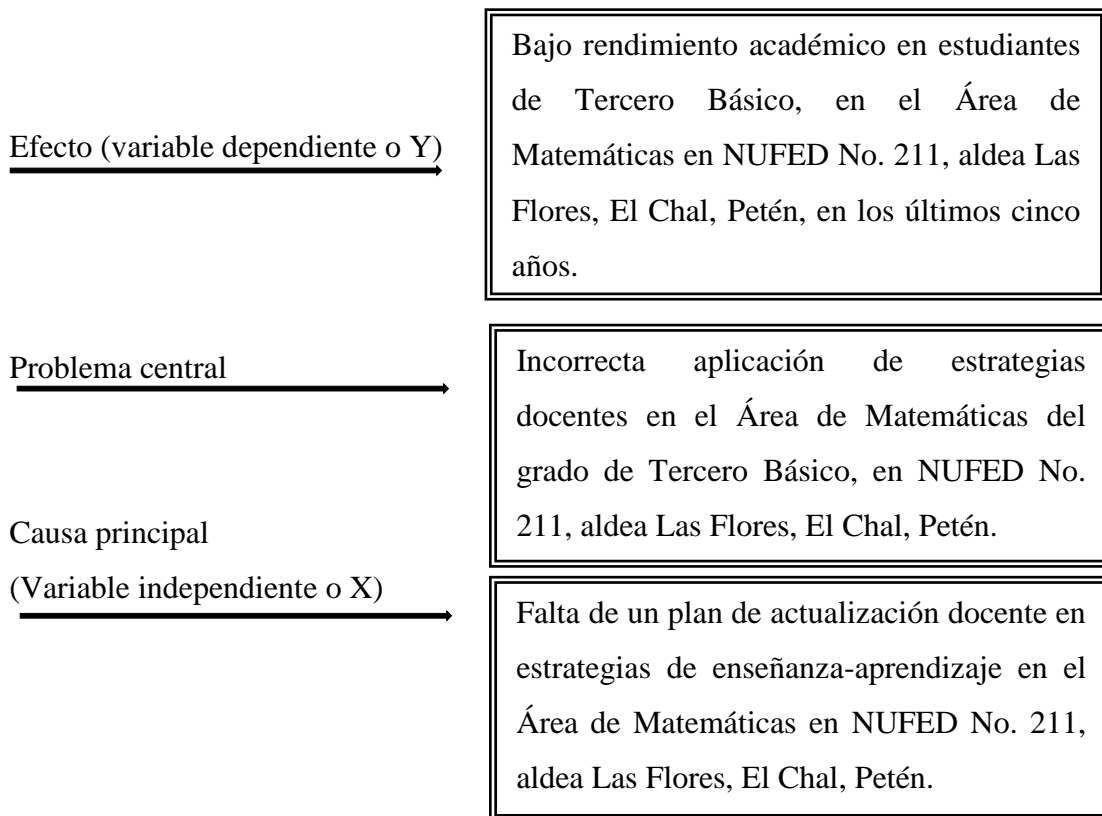 Efecto (variable dependiente o Y)
Bajo rendimiento académico en estudiantes
de Tercero Básico, en el Área de
Matemáticas en NUFED No. 211, aldea Las
Flores, El Chal, Petén, en los últimos cinco
años.
Problema central
Incorrecta aplicación de estrategias
docentes en el Área de Matemáticas del
grado de Tercero Básico, en NUFED No.
211, aldea Las Flores, El Chal, Petén.
Causa principal
(Variable independiente o X)
Falta de un plan de actualización docente en
estrategias de enseñanza-aprendizaje en el
Área de Matemáticas en NUFED No. 211,
aldea Las Flores, El Chal, Petén.